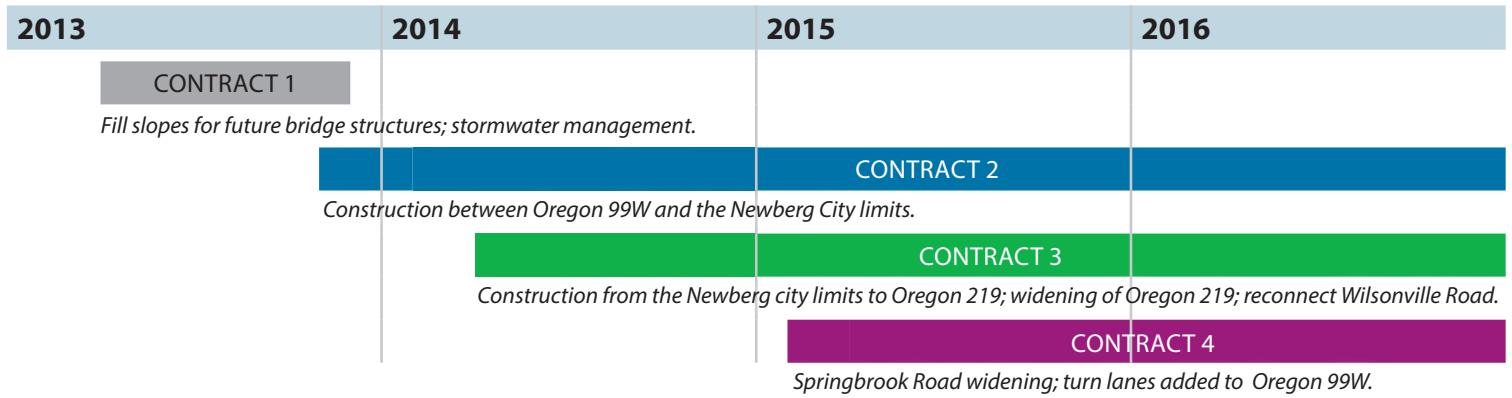 2013 2014 2015 2016
CONTRACT 1
Fill slopes for future bridge structures; stormwater management.
CONTRACT 2
Construction between Oregon 99W and the Newberg City limits.
CONTRACT 3
Construction from the Newberg city limits to Oregon 219; widening of Oregon 219; reconnect Wilsonville Road.
CONTRACT 4
Springbrook Road widening; turn lanes added to Oregon 99W.